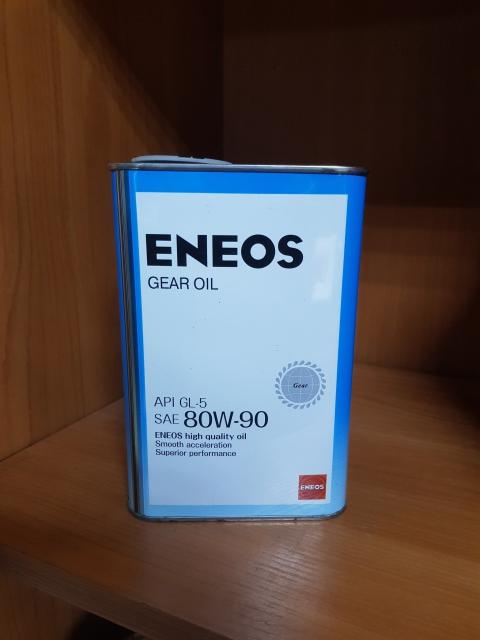 ENEOS
GEAR OIL
Gear
API GL-5
SAE 80W-90
ENEOS high quality oil
Smooth acceleration
Superior performance
ENEOS